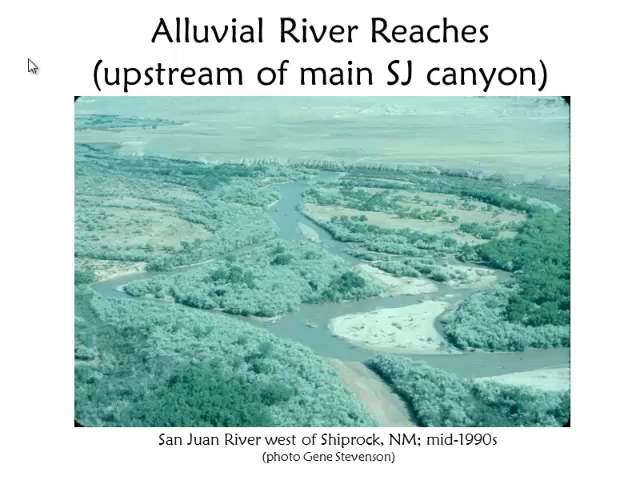 Alluvial River Reaches
(upstream of main SJ canyon)
San Juan River west of Shiprock, NM; mid-1990s
(photo Gene Stevenson)